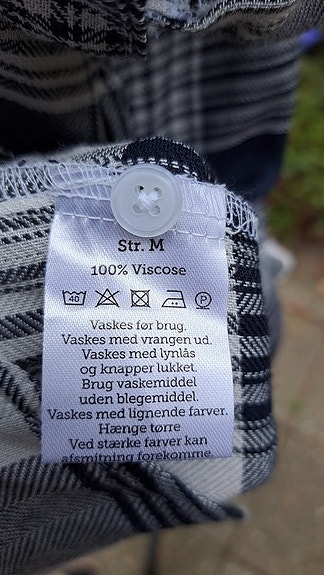 Str. M
100% Viscose
40 P
Vaskes før brug.
Vaskes med vrangen ud.
Vaskes med lynlås
og knapper lukket.
Brug vaskemiddel
uden blegemiddel.
Vaskes med lignende farver.
Hænge tørre
Ved stærke farver kan
afsmitning forekomme